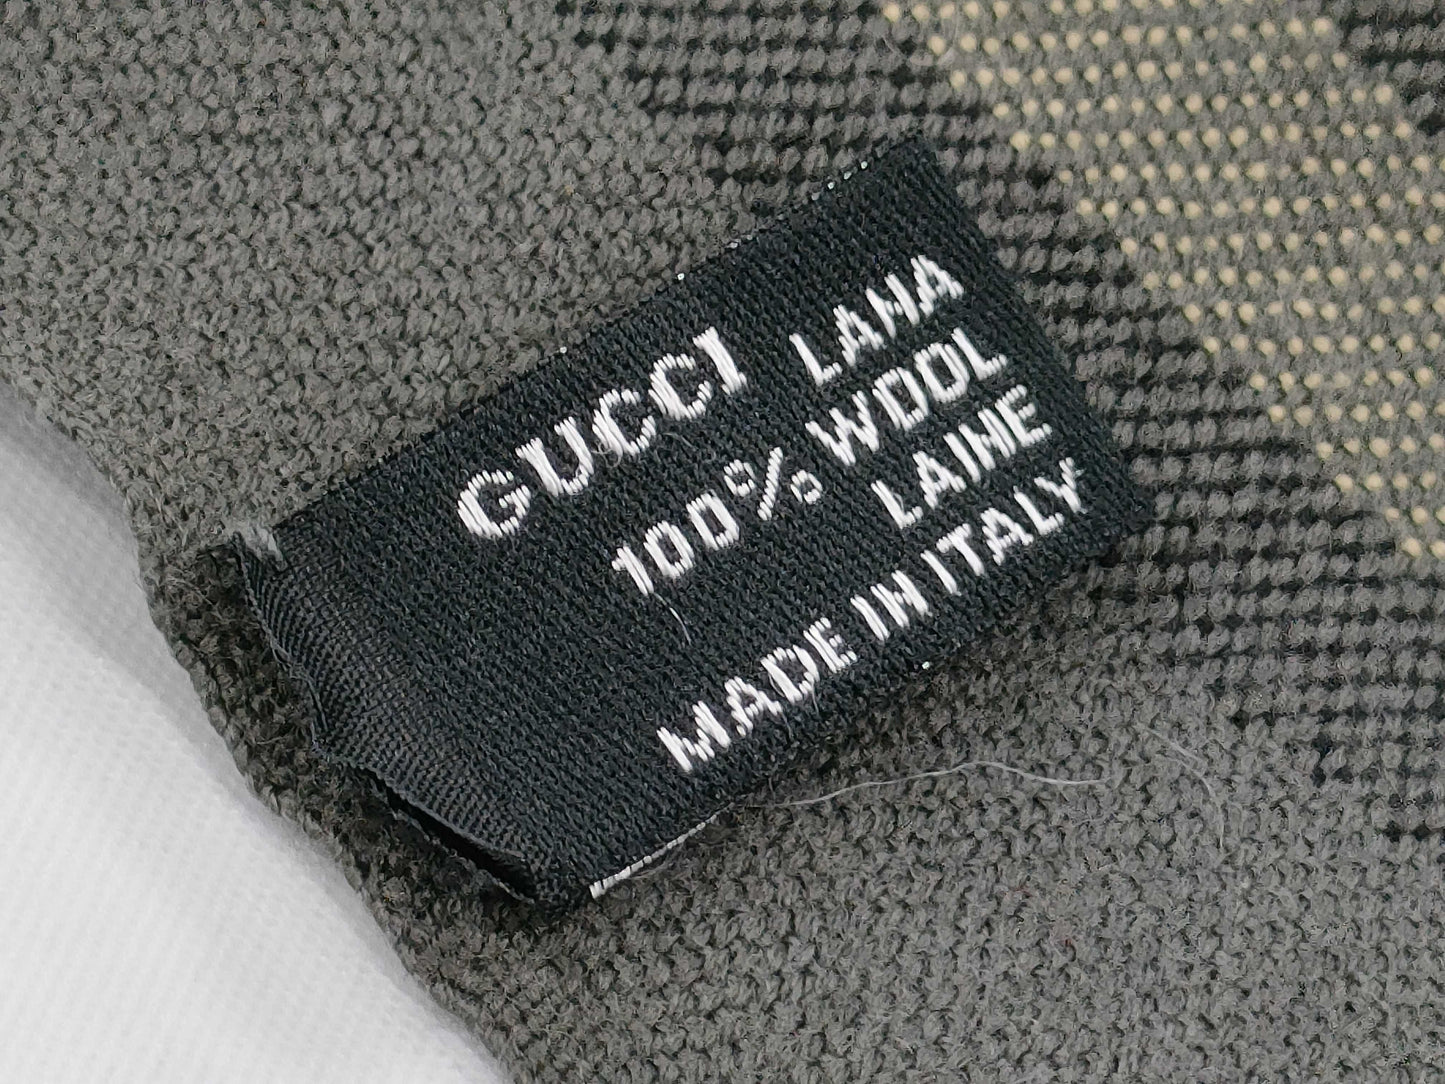 GUCCI
LANA
100% WOOL
LAINE
MADE IN ITALY